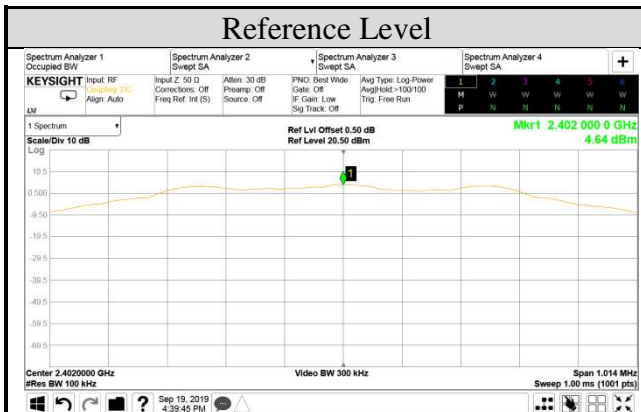 Reference Level
Spectrum Analyzer 1
Occupied BW
Spectrum Analyzer 2
Swept SA
Spectrum Analyzer 3
Swept SA
Spectrum Analyzer 4
Swept SA
KEYSIGHT
Input: RF
Coupling: DC
Align: Auto
Input Z: 50 Ω
Corrections: Off
Freq Ref: Int (S)
Atten: 30 dB
Preamp: Off
Source: Off
PNO: Best Wide
Gate: Off
IF Gain: Low
Sig Track: Off
Avg Type: Log-Power
Avg|Hold:>100/100
Trig: Free Run
1 2 3 4 5 6
M W W W W W
P N N N N N
LXI
1 Spectrum
Scale/Div 10 dB
Ref Lvl Offset 0.50 dB
Ref Level 20.50 dBm
Mkr1 2.402 000 0 GHz
4.64 dBm
Log
1
10.5
0.500
-9.50
-19.5
-29.5
-39.5
-49.5
-59.5
-69.5
Center 2.4020000 GHz
#Res BW 100 kHz
Video BW 300 kHz
Span 1.014 MHz
Sweep 1.00 ms (1001 pts)
?
Sep 19, 2019
4:39:45 PM